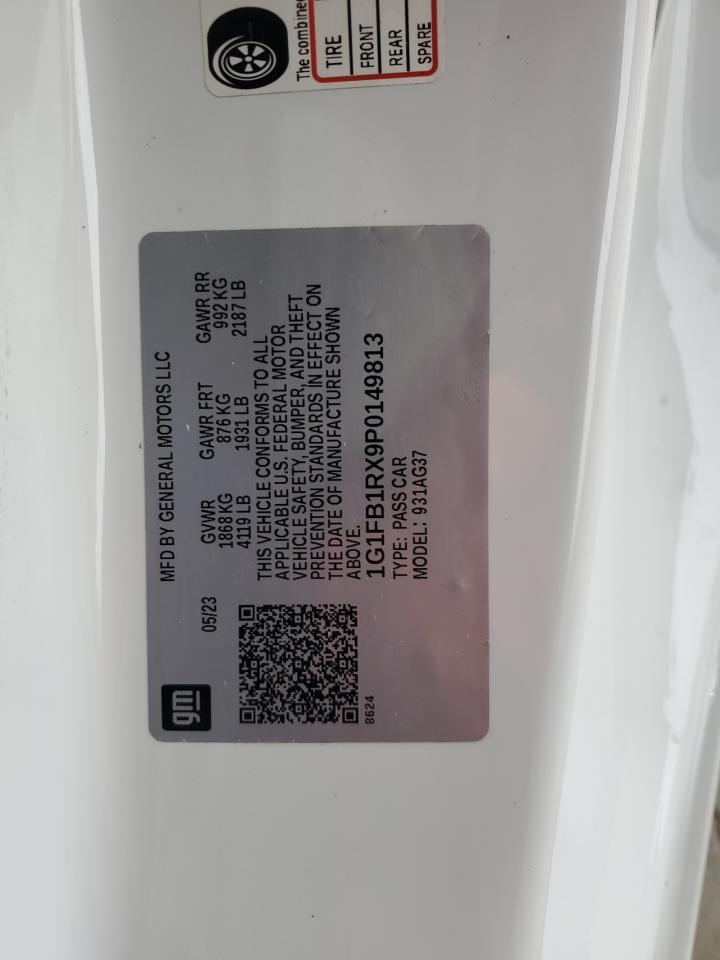 The combined
TIRE
FRONT
REAR
SPARE
gm
MFD BY GENERAL MOTORS LLC
05/23
GVWR GAWR FRT GAWR RR
1868 KG 876 KG 992 KG
4119 LB 1931 LB 2187 LB
THIS VEHICLE CONFORMS TO ALL
APPLICABLE U.S. FEDERAL MOTOR
VEHICLE SAFETY, BUMPER, AND THEFT
PREVENTION STANDARDS IN EFFECT ON
THE DATE OF MANUFACTURE SHOWN
ABOVE.
1G1FB1RX9P0149813
TYPE: PASS CAR
MODEL: 931AG37
8624